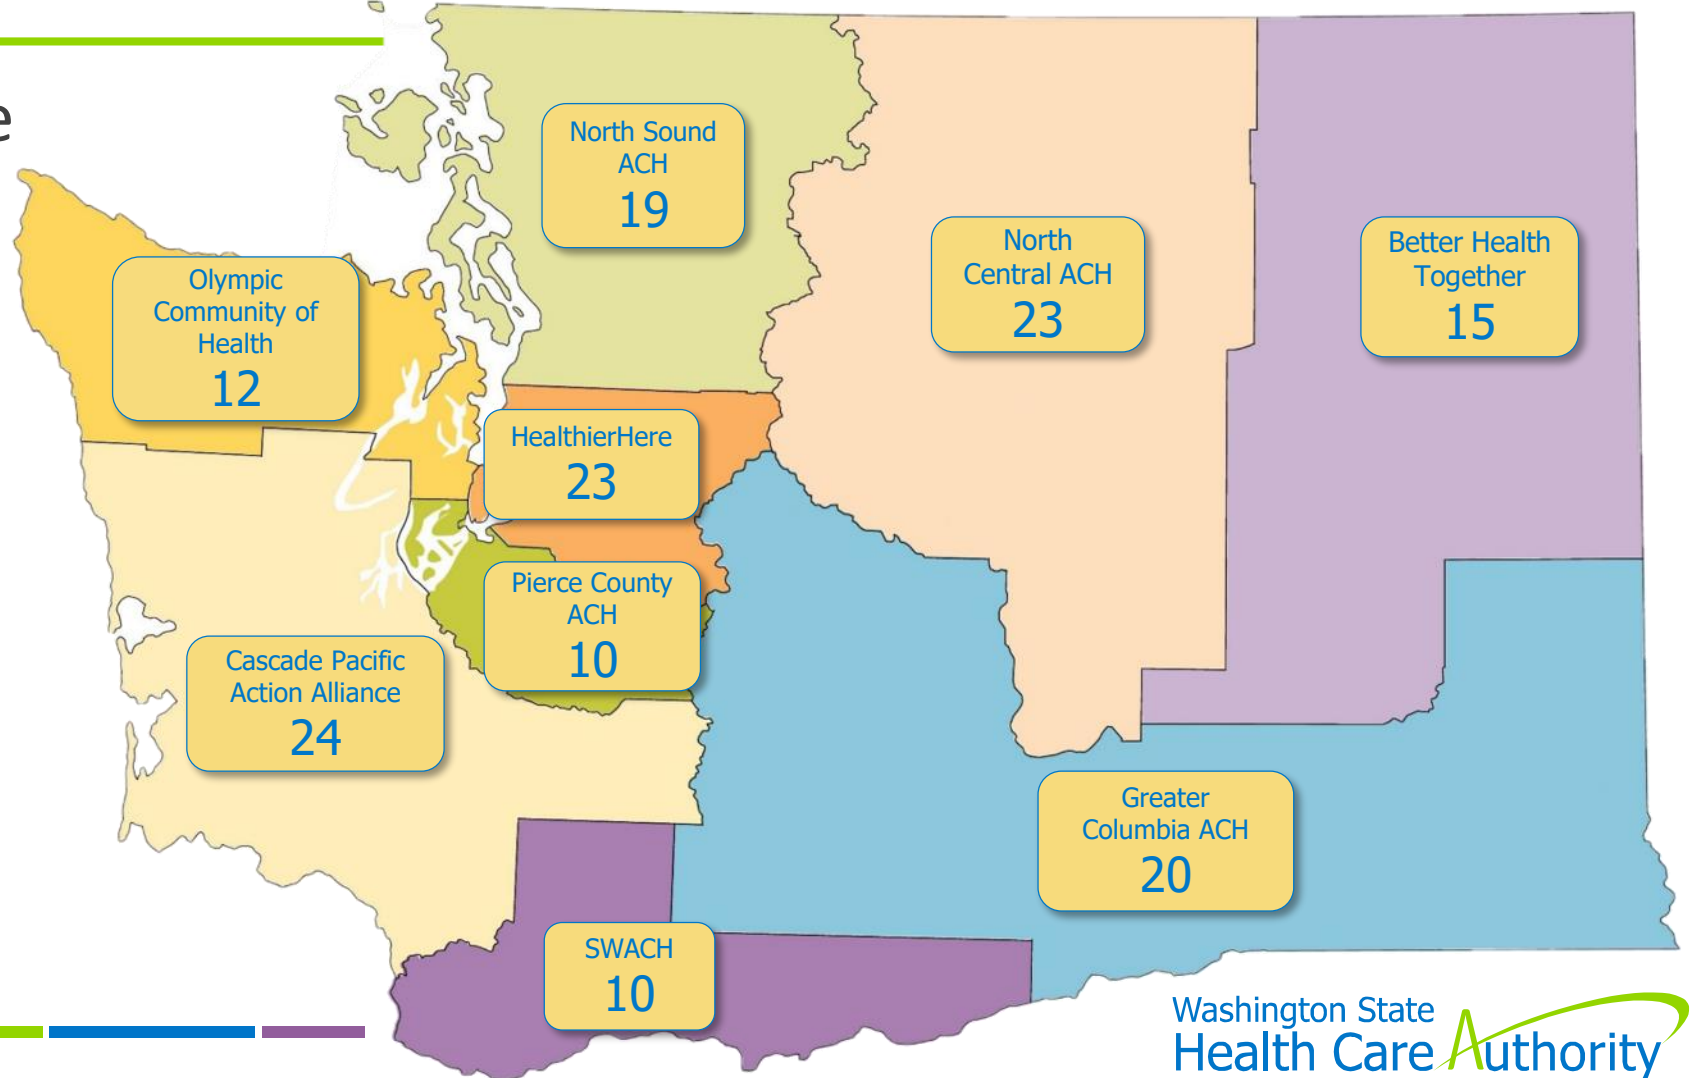 e
North Sound
ACH
19
North
Central ACH
23
Better Health
Together
15
Olympic
Community of
Health
12
HealthierHere
23
Pierce County
ACH
10
Cascade Pacific
Action Alliance
24
Greater
Columbia ACH
20
SWACH
10
Washington State
Health Care Authority